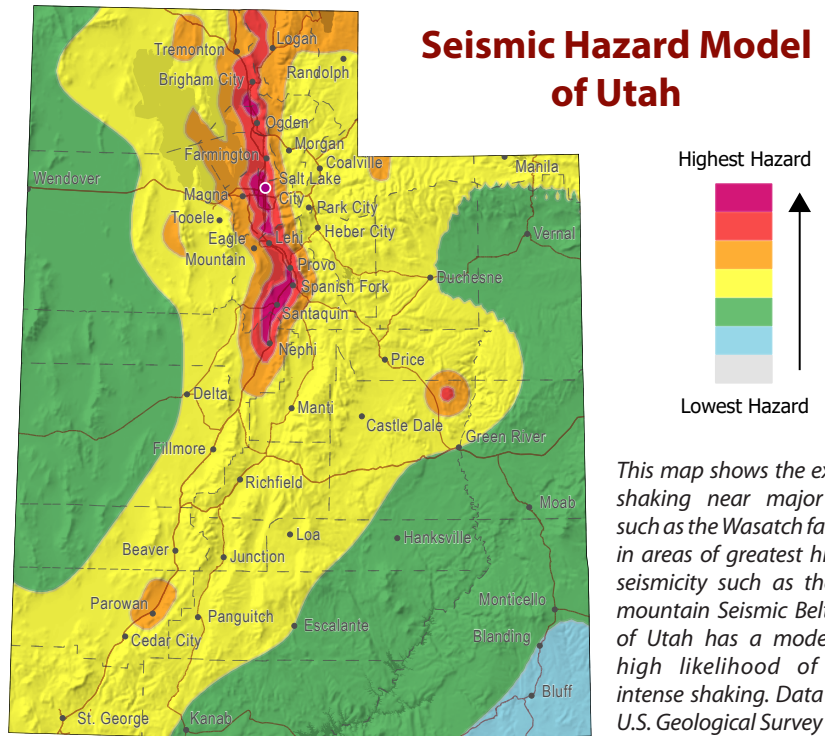 Seismic Hazard Model
of Utah
Tremonton
Logan
Randolph
Brigham City
Ogden
Morgan
Farmington
Coalville
Manila
Wendover
Salt Lake
City
Magna
Park City
Tooele
Heber City
Vernal
Eagle
Mountain
Lehi
Provo
Duchesne
Spanish Fork
Santaquin
Nephi
Price
Delta
Manti
Castle Dale
Fillmore
Green River
Richfield
Moab
Loa
Hanksville
Beaver
Junction
Parowan
Panguitch
Monticello
Escalante
Cedar City
Blanding
Bluff
St. George
Kanab
Highest Hazard
Lowest Hazard
This map shows the ex
shaking near major
such as the Wasatch fa
in areas of greatest hi
seismicity such as the
mountain Seismic Belt
of Utah has a mode
high likelihood of
intense shaking. Data
U.S. Geological Survey